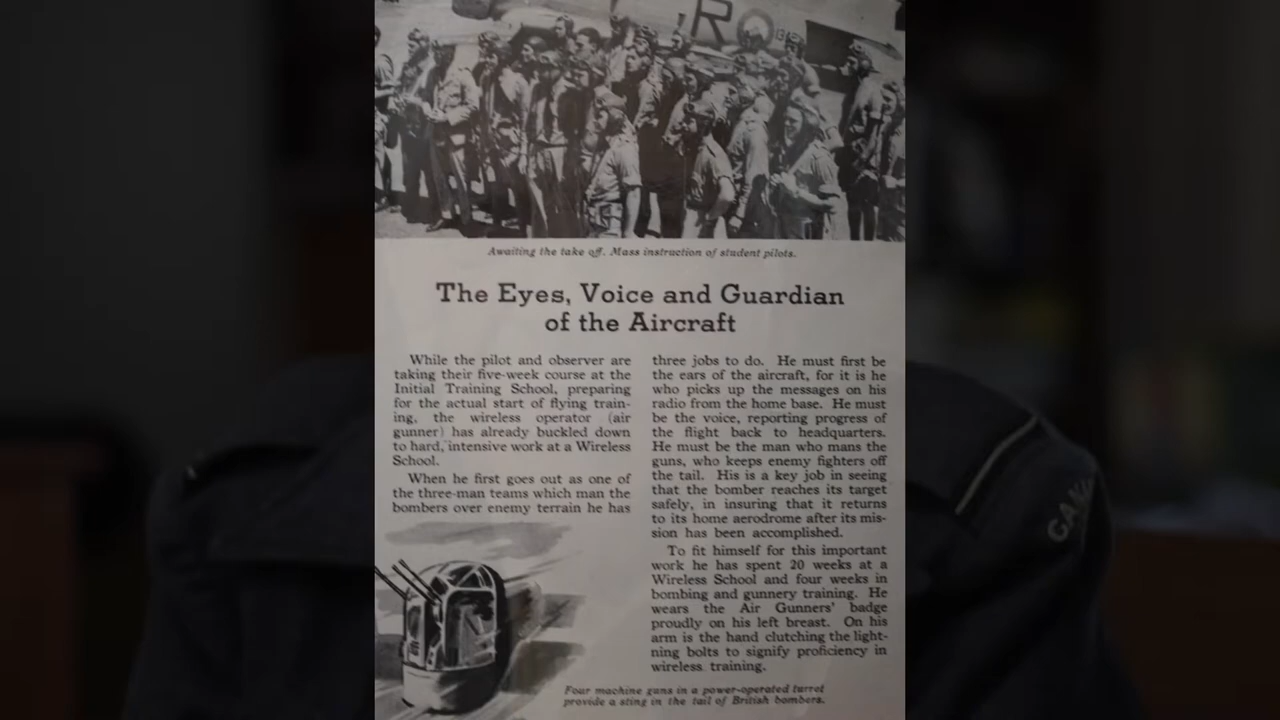 R
Awaiting the take off. Mass instruction of student pilots.
The Eyes, Voice and Guardian
of the Aircraft
While the pilot and observer are
taking their five-week course at the
Initial Training School, preparing
for the actual start of flying train-
ing, the wireless operator (air
gunner) has already buckled down
to hard, intensive work at a Wireless
School.
When he first goes out as one of
the three-man teams which man the
bombers over enemy terrain he has
three jobs to do. He must first be
the ears of the aircraft, for it is he
who picks up the messages on his
radio from the home base. He must
be the voice, reporting progress of
the flight back to headquarters.
He must be the man who mans the
guns, who keeps enemy fighters off
the tail. His is a key job in seeing
that the bomber reaches its target
safely, in insuring that it returns
to its home aerodrome after its mis-
sion has been accomplished.
To fit himself for this important
work he has spent 20 weeks at a
Wireless School and four weeks in
bombing and gunnery training. He
wears the Air Gunners' badge
proudly on his left breast. On his
arm is the hand clutching the light-
ning bolts to signify proficiency in
wireless training.
Four machine guns in a power-operated turret
provide a sting in the tail of British bombers.